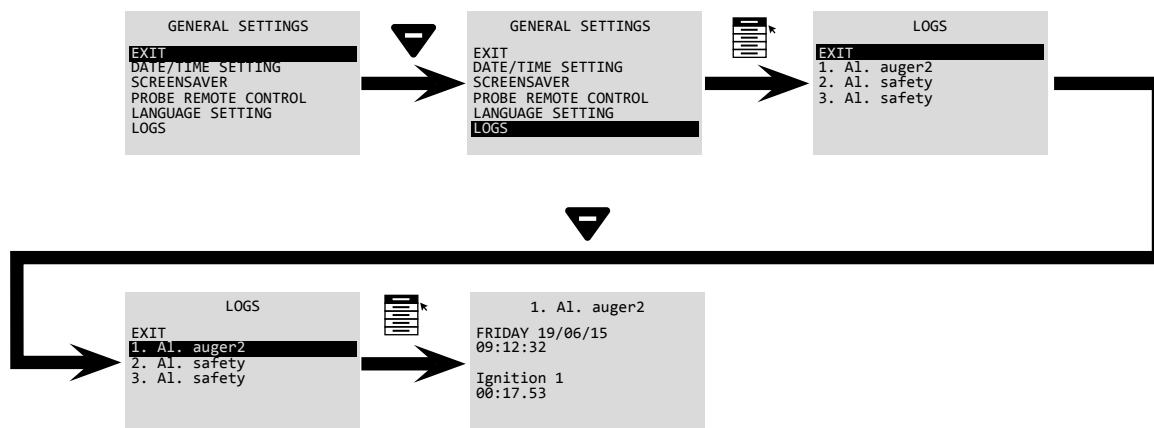 GENERAL SETTINGS
EXIT
DATE/TIME SETTING
SCREENSAVER
PROBE REMOTE CONTROL
LANGUAGE SETTING
LOGS
GENERAL SETTINGS
EXIT
DATE/TIME SETTING
SCREENSAVER
PROBE REMOTE CONTROL
LANGUAGE SETTING
LOGS
LOGS
EXIT
1. Al. auger2
2. Al. safety
3. Al. safety
LOGS
EXIT
1. Al. auger2
2. Al. safety
3. Al. safety
1. Al. auger2
FRIDAY 19/06/15
09:12:32
Ignition 1
00:17.53